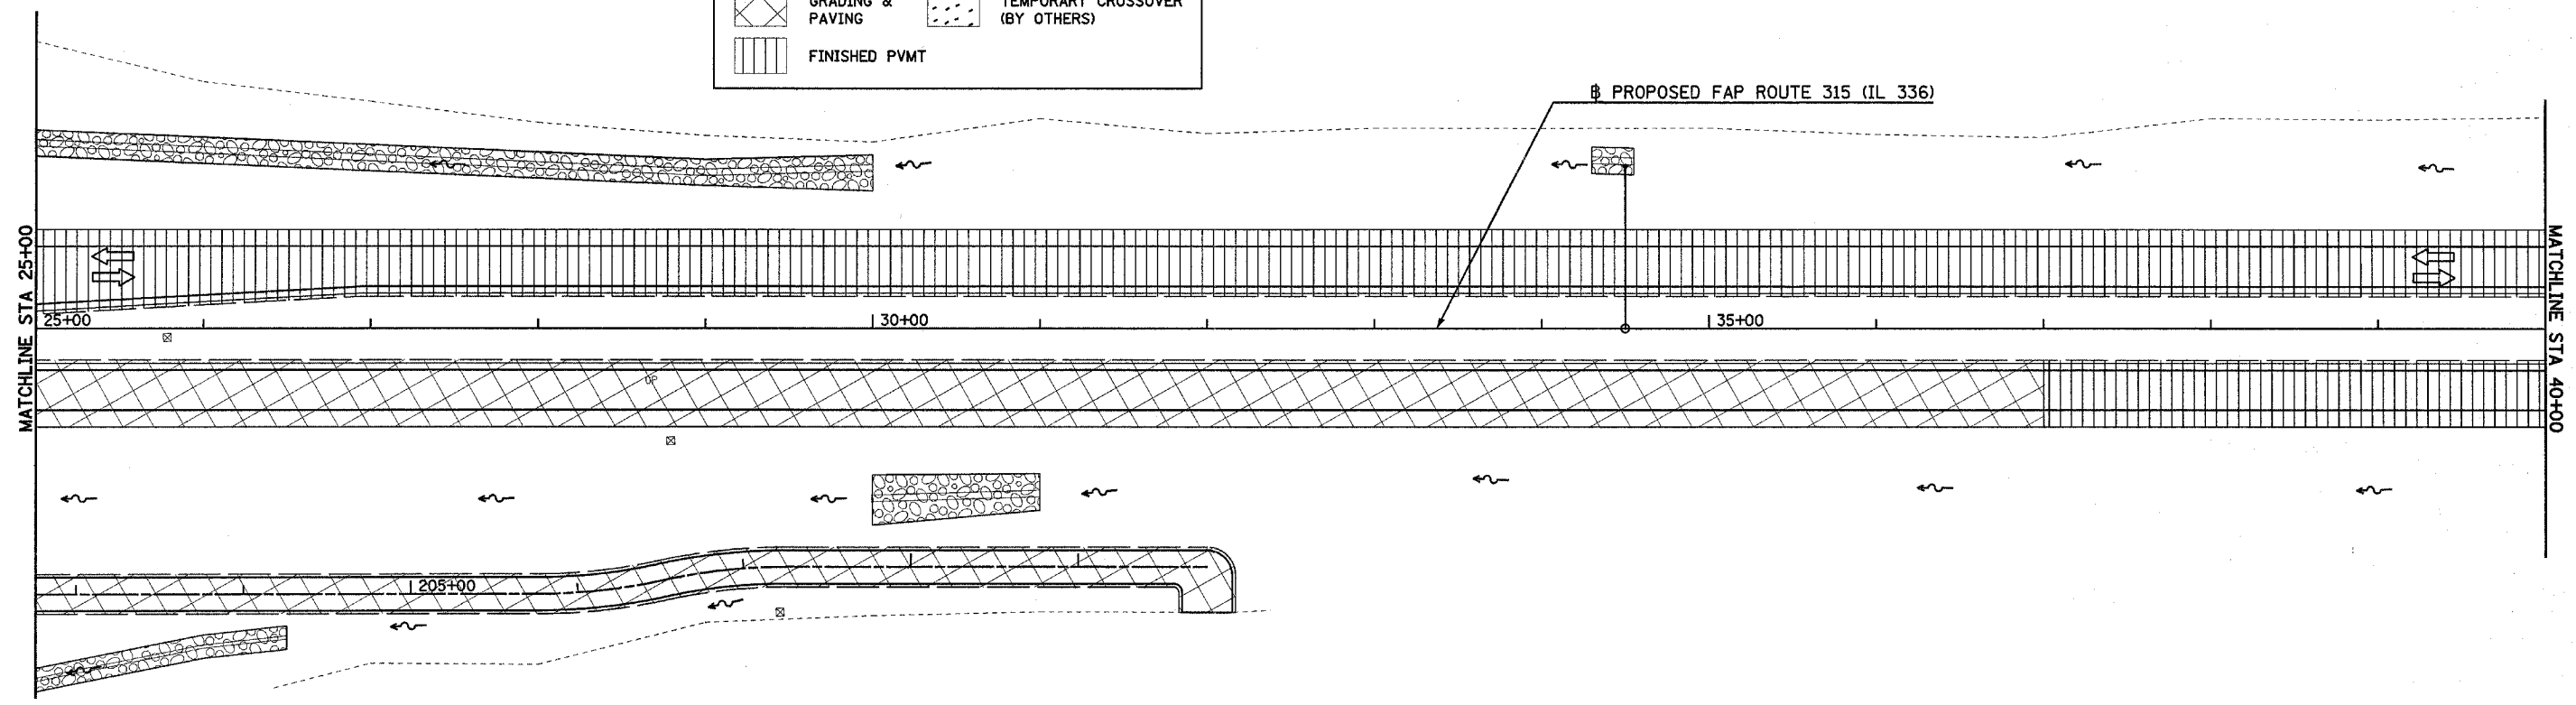 GRADING & PAVING
TEMPORARY CROSSOVER (BY OTHERS)
FINISHED PVMT
PROPOSED FAP ROUTE 315 (IL 336)
MATCHLINE STA 25+00
MATCHLINE STA 40+00
25+00
30+00
35+00
205+00